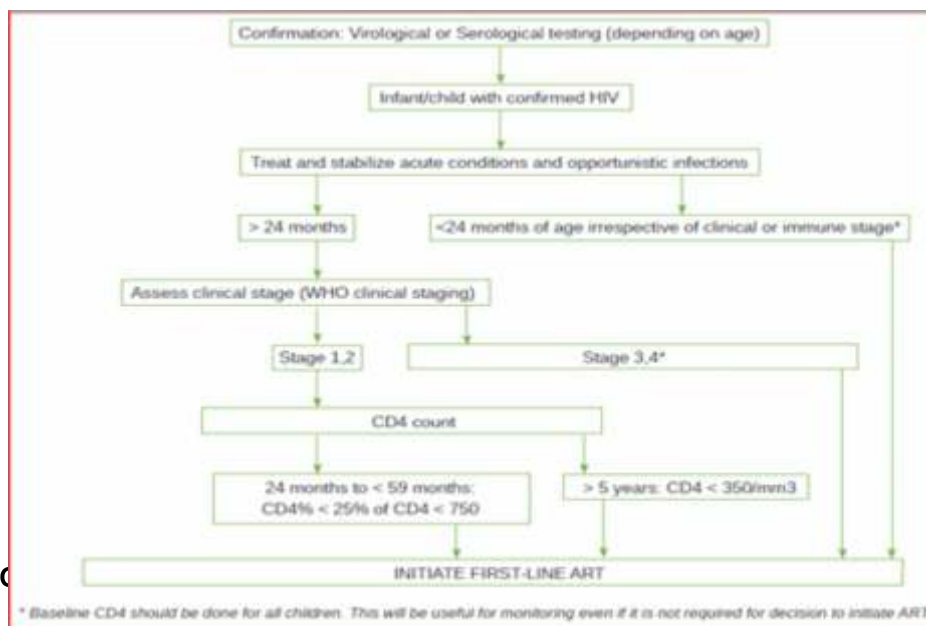 Confirmation: Virological or Serological testing (depending on age)
Infant/child with confirmed HIV
Treat and stabilize acute conditions and opportunistic infections
> 24 months
<24 months of age irrespective of clinical or immune stage*
Assess clinical stage (WHO clinical staging)
Stage 1,2
Stage 3,4*
CD4 count
24 months to < 59 months:
CD4% < 25% of CD4 < 750
> 5 years: CD4 < 350/mm3
INITIATE FIRST-LINE ART
* Baseline CD4 should be done for all children. This will be useful for monitoring even if it is not required for decision to initiate ART